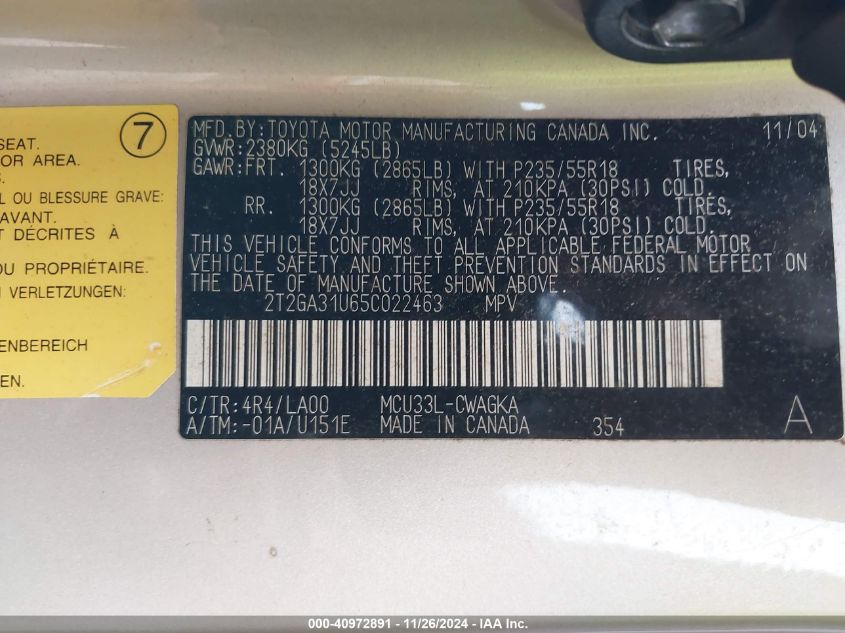 7
SEAT.
OR AREA.
S.
L OU BLESSURE GRAVE:
AVANT.
T DÉCRITES À
OU PROPRIÉTAIRE.
N VERLETZUNGEN:
ENBEREICH
EN.
MFD.BY:TOYOTA MOTOR MANUFACTURING CANADA INC. 11/04
GVWR:2380KG (5245LB)
GAWR:FRT. 1300KG (2865LB) WITH P235/55R18 TIRES,
18X7JJ RIMS, AT 210KPA (30PSI) COLD.
RR. 1300KG (2865LB) WITH P235/55R18 TIRES,
18X7JJ RIMS, AT 210KPA (30PSI) COLD.
THIS VEHICLE CONFORMS TO ALL APPLICABLE FEDERAL MOTOR
VEHICLE SAFETY AND THEFT PREVENTION STANDARDS IN EFFECT ON
THE DATE OF MANUFACTURE SHOWN ABOVE.
2T2GA31U65C022463 MPV
C/TR:4R4/LA00 MCU33L-CWAGKA
A/TM:-01A/U151E MADE IN CANADA 354 A
000-40972891 - 11/26/2024 - IAA Inc.